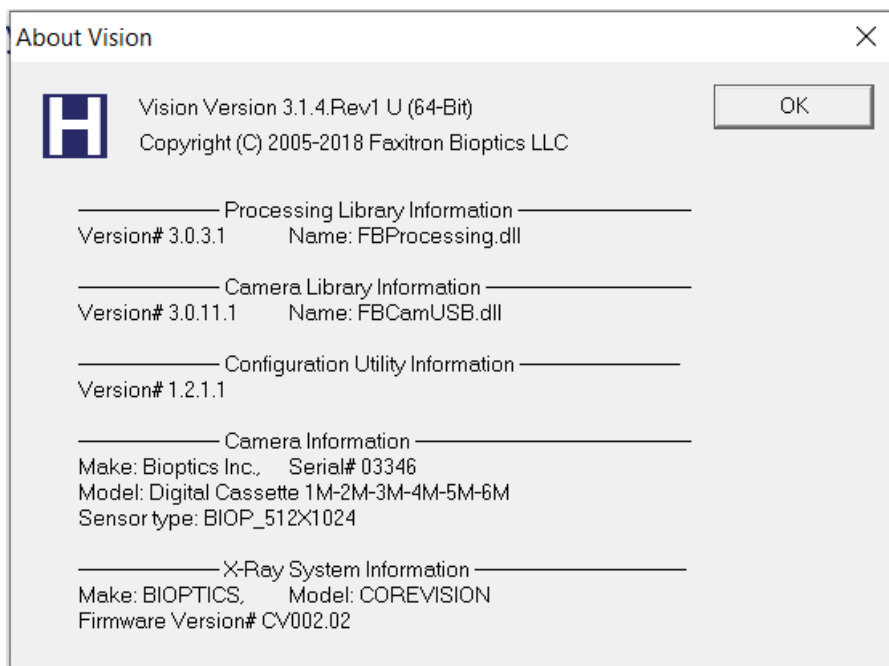 About Vision
Vision Version 3.1.4.Rev1 U (64-Bit)
OK
Copyright (C) 2005-2018 Faxitron Bioptics LLC
Processing Library Information
Version# 3.0.3.1 Name: FBProcessing.dll
Camera Library Information
Version# 3.0.11.1 Name: FBCamUSB.dll
Configuration Utility Information
Version# 1.2.1.1
Camera Information
Make: Bioptics Inc., Serial# 03346
Model: Digital Cassette 1M-2M-3M-4M-5M-6M
Sensor type: BIOP_512X1024
X-Ray System Information
Make: BIOPTICS, Model: COREVISION
Firmware Version# CV002.02